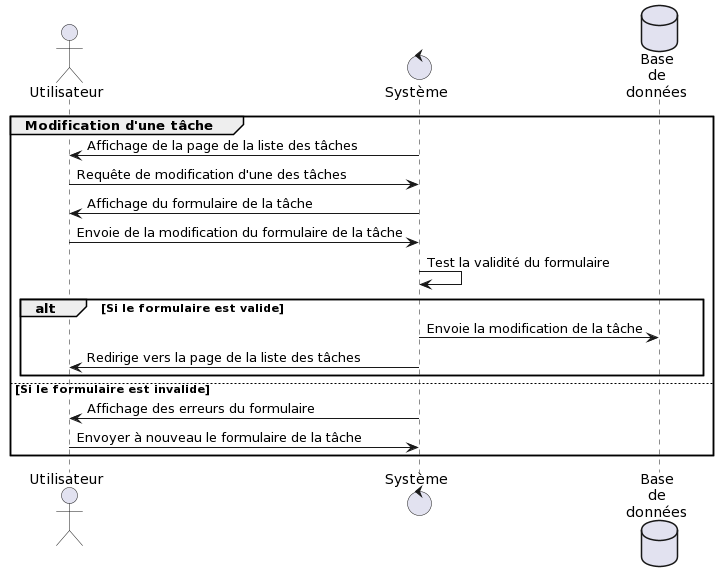 Utilisateur
Système
Base
de
données
Modification d'une tâche
Affichage de la page de la liste des tâches
Requête de modification d'une des tâches
Affichage du formulaire de la tâche
Envoie de la modification du formulaire de la tâche
Test la validité du formulaire
alt [Si le formulaire est valide]
Envoie la modification de la tâche
Redirige vers la page de la liste des tâches
[Si le formulaire est invalide]
Affichage des erreurs du formulaire
Envoyer à nouveau le formulaire de la tâche
Utilisateur
Système
Base
de
données